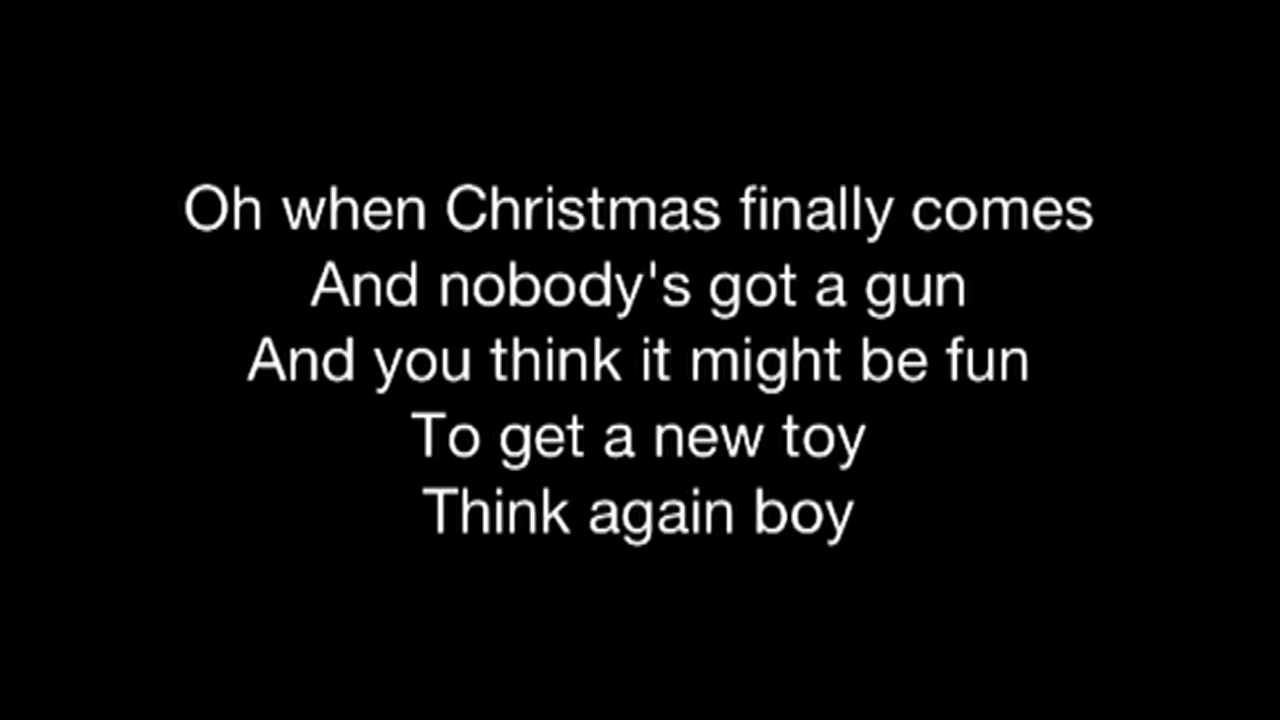 Oh when Christmas finally comes
And nobody's got a gun
And you think it might be fun
To get a new toy
Think again boy